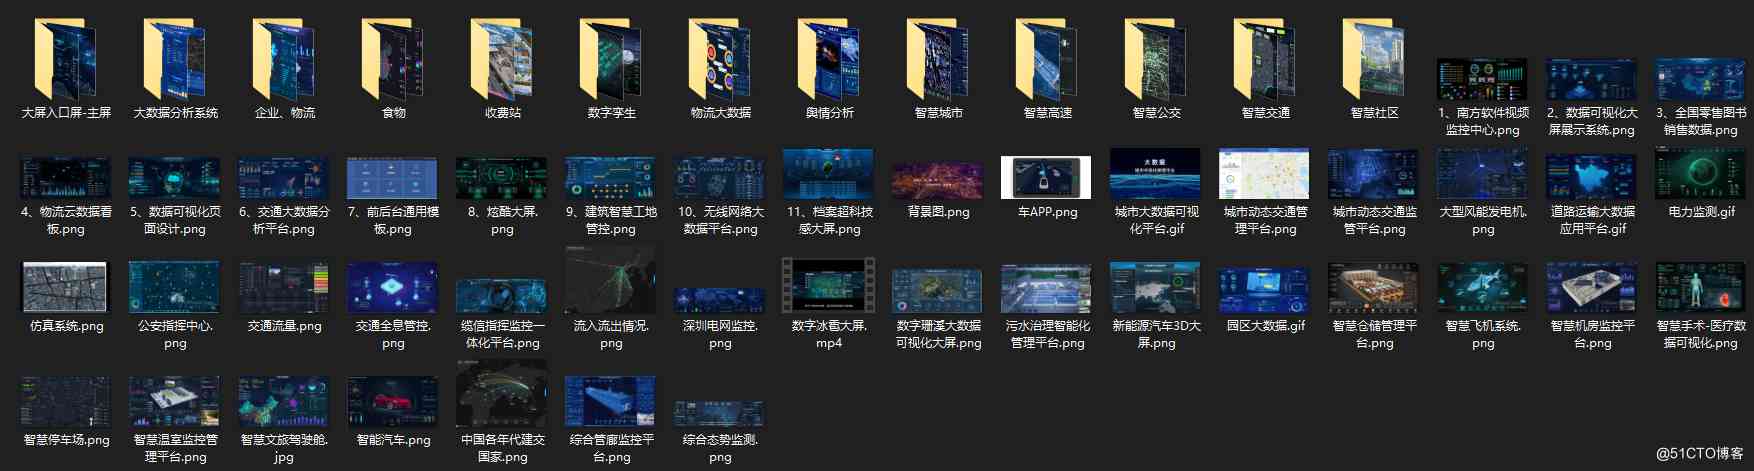 大屏入口屏-主屏
大数据分析系统
企业、物流
食物
收费站
数字孪生
物流大数据
舆情分析
智慧城市
智慧高速
智慧公交
智慧交通
智慧社区
1、南方软件视频
监控中心.png
2、数据可视化大
屏展示系统.png
3、全国零售图书
销售数据.png
4、物流云数据看
板.png
5、数据可视化页
面设计.png
6、交通大数据分
析平台.png
7、前后台通用模
板.png
8、炫酷大屏.
png
9、建筑智慧工地
管控.png
10、无线网络大
数据平台.png
11、档案超科技
感大屏.png
背景图.png
车APP.png
城市大数据可视
化平台.gif
城市动态交通管
理平台.png
城市动态交通监
管平台.png
大型风能发电机.
png
道路运输大数据
应用平台.gif
电力监测.gif
仿真系统.png
公安指挥中心.
png
交通流量.png
交通全息管控.
png
缆信指挥监控一
体化平台.png
流入流出情况.
png
深圳电网监控.
png
数字冰雹大屏.
mp4
数字珊溪大数据
可视化大屏.png
污水治理智能化
管理平台.png
新能源汽车3D大
屏.png
园区大数据.gif
智慧仓储管理平
台.png
智慧飞机系统.
png
智慧机房监控平
台.png
智慧手术-医疗数
据可视化.png
智慧停车场.png
智慧温室监控管
理平台.png
智慧文旅驾驶舱.
jpg
智能汽车.png
中国各年代建交
国家.png
综合管廊监控平
台.png
综合态势监测.
png
大数据
@51CTO博客